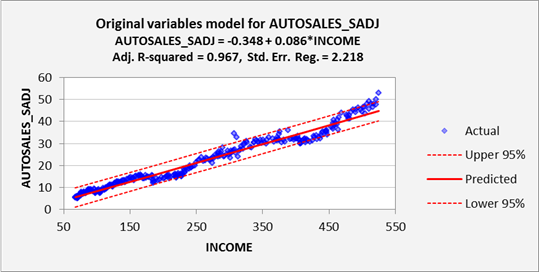 Original variables model for AUTOSALES_SADJ
AUTOSALES_SADJ = -0.348 + 0.086*INCOME
Adj. R-squared = 0.967, Std. Err. Reg. = 2.218
AUTOSALES_SADJ
60
50
40
30
20
10
0
50
150
250
350
450
550
INCOME
Actual
Upper 95%
Predicted
Lower 95%